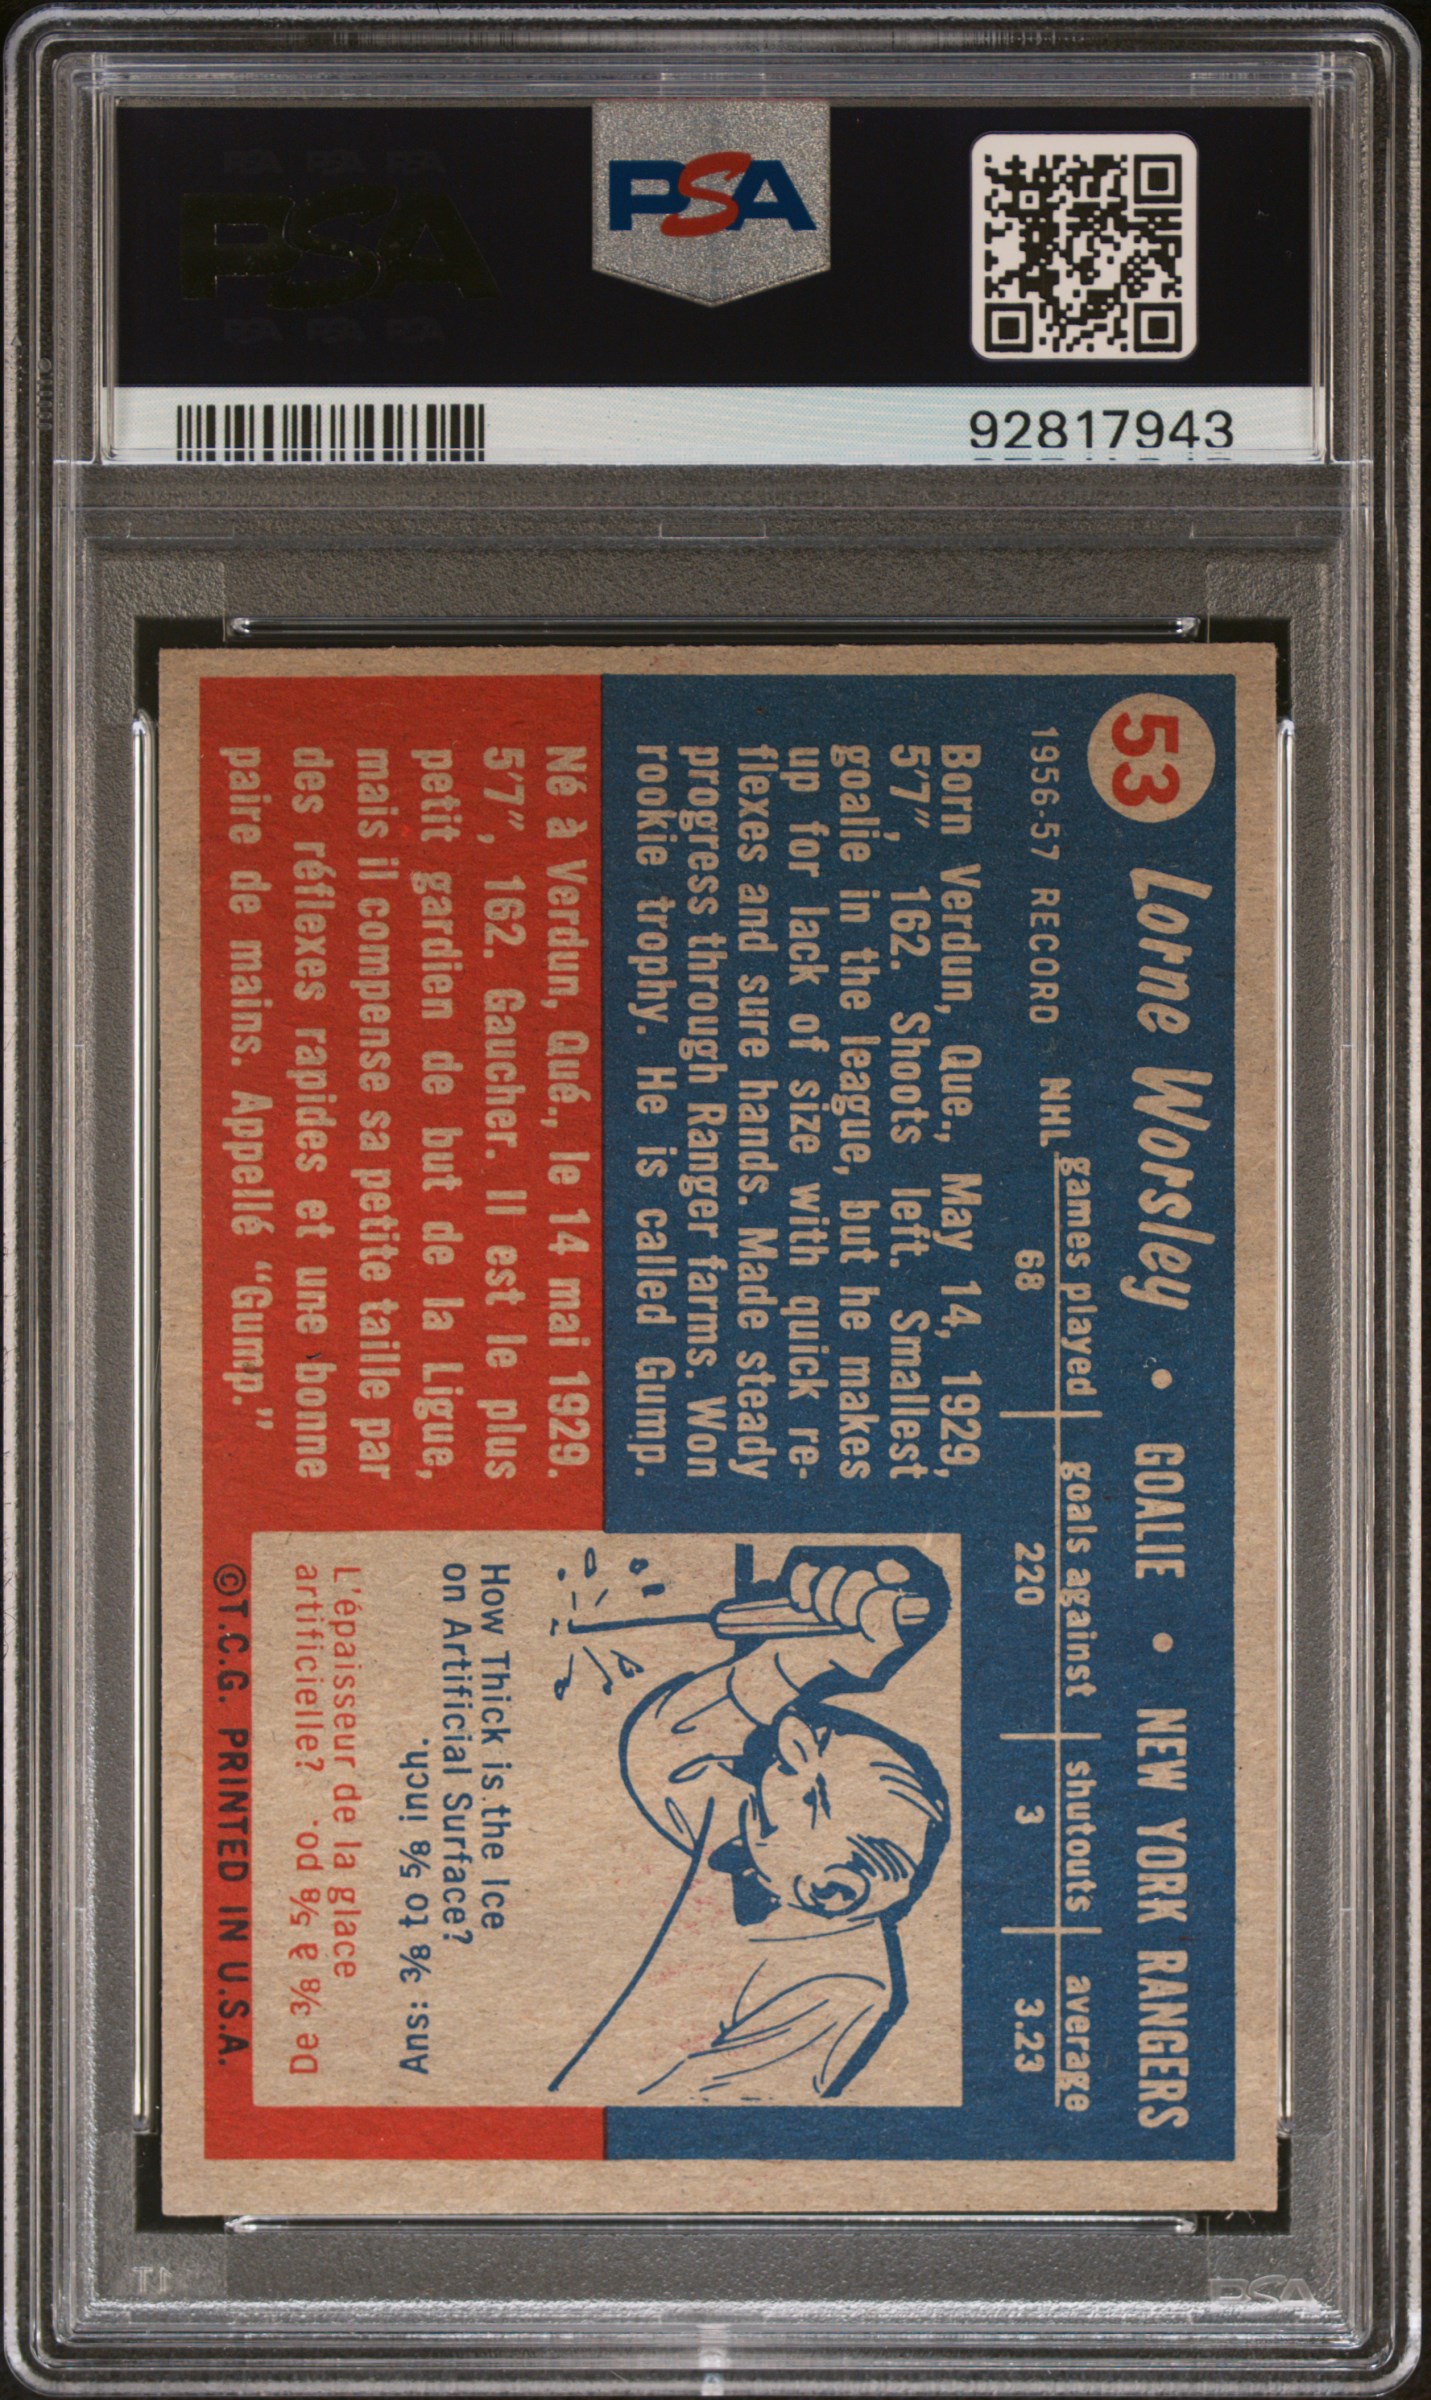 PSA PSA PSA
PSA
PSA PSA PSA
PSA
92817943
53
Lorne Worsley • GOALIE • NEW YORK RANGERS
games played goals against shutouts average
1956-57 RECORD NHL 68 220 3 3.23
Born Verdun, Que., May 14, 1929,
5'7", 162. Shoots left. Smallest
goalie in the league, but he makes
up for lack of size with quick re-
flexes and sure hands. Made steady
progress through Ranger farms. Won
rookie trophy. He is called Gump.
Né à Verdun, Qué., le 14 mai 1929.
5'7", 162. Gaucher. Il est le plus
petit gardien de but de la Ligue,
mais il compense sa petite taille par
des réflexes rapides et une bonne
paire de mains. Appellé "Gump."
How Thick is the Ice
on Artificial Surface?
Ans: ⅜ to ⅝ inch.
L'épaisseur de la glace
artificielle?
De ⅜ à ⅝ po.
©T.C.G. PRINTED IN U.S.A.
PSA